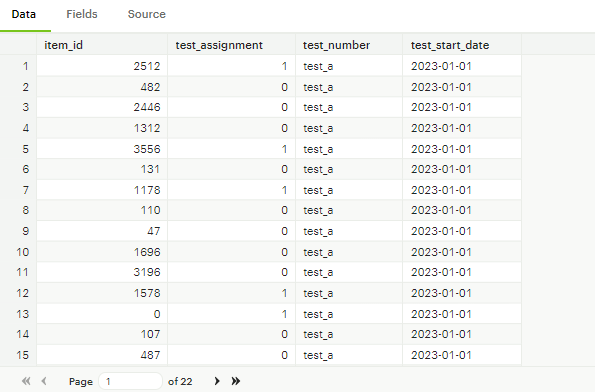 Data Fields Source
item_id test_assignment test_number test_start_date
1 2512 1 test_a 2023-01-01
2 482 0 test_a 2023-01-01
3 2446 0 test_a 2023-01-01
4 1312 0 test_a 2023-01-01
5 3556 1 test_a 2023-01-01
6 131 0 test_a 2023-01-01
7 1178 1 test_a 2023-01-01
8 110 0 test_a 2023-01-01
9 47 0 test_a 2023-01-01
10 1696 0 test_a 2023-01-01
11 3196 0 test_a 2023-01-01
12 1578 1 test_a 2023-01-01
13 0 1 test_a 2023-01-01
14 107 0 test_a 2023-01-01
15 487 0 test_a 2023-01-01
Page 1 of 22